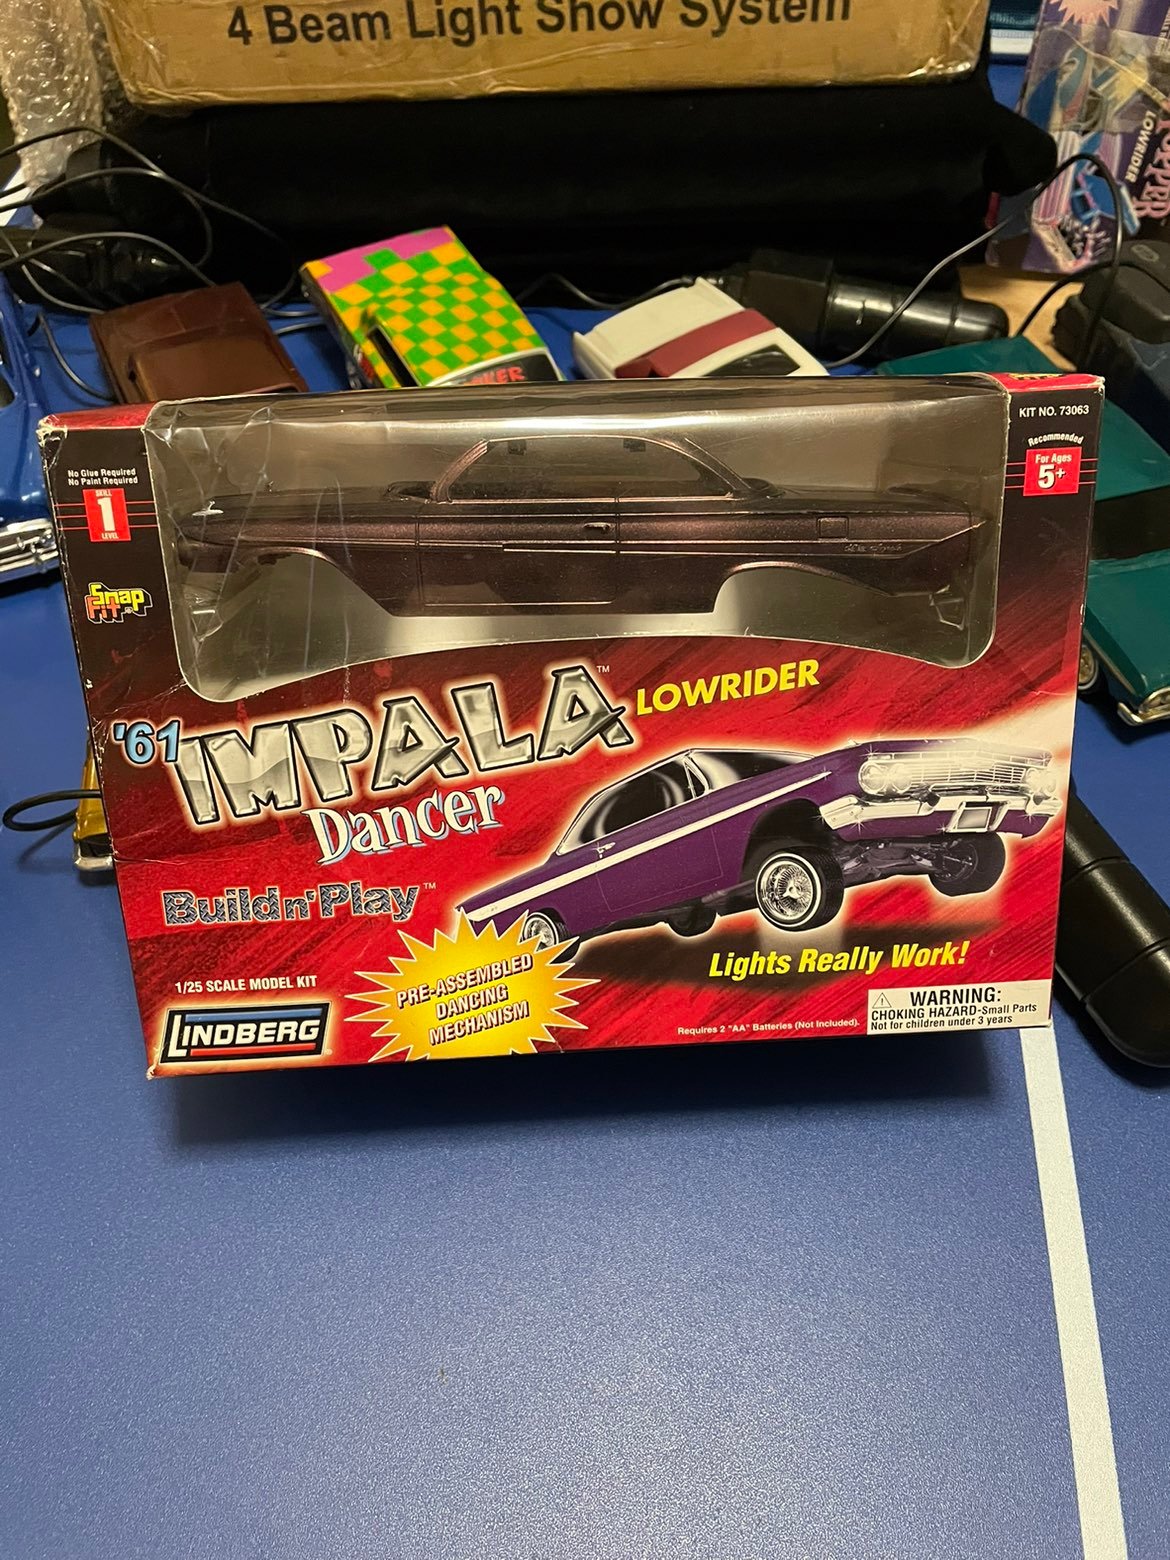 4 Beam Light Show System
LOWRIDER
KIT NO. 73063
Recommended
For Ages
5+
No Glue Required
No Paint Required
SKILL
1
LEVEL
Snap
Fit
'61
IMPALA™
LOWRIDER
Dancer
Build n' Play™
PRE-ASSEMBLED
DANCING
MECHANISM
Lights Really Work!
1/25 SCALE MODEL KIT
LINDBERG®
Requires 2 "AA" Batteries (Not Included).
WARNING:
CHOKING HAZARD-Small Parts
Not for children under 3 years